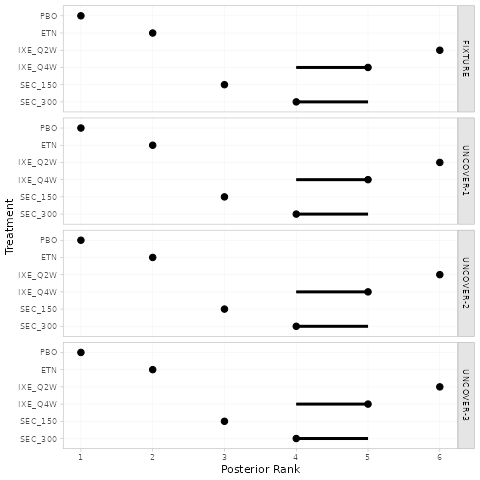 PBO
ETN
IXE_Q2W
IXE_Q4W
SEC_150
SEC_300
FIXTURE
PBO
ETN
IXE_Q2W
IXE_Q4W
SEC_150
SEC_300
UNCOVER-1
PBO
ETN
IXE_Q2W
IXE_Q4W
SEC_150
SEC_300
UNCOVER-2
PBO
ETN
IXE_Q2W
IXE_Q4W
SEC_150
SEC_300
UNCOVER-3
Treatment
1 2 3 4 5 6
Posterior Rank